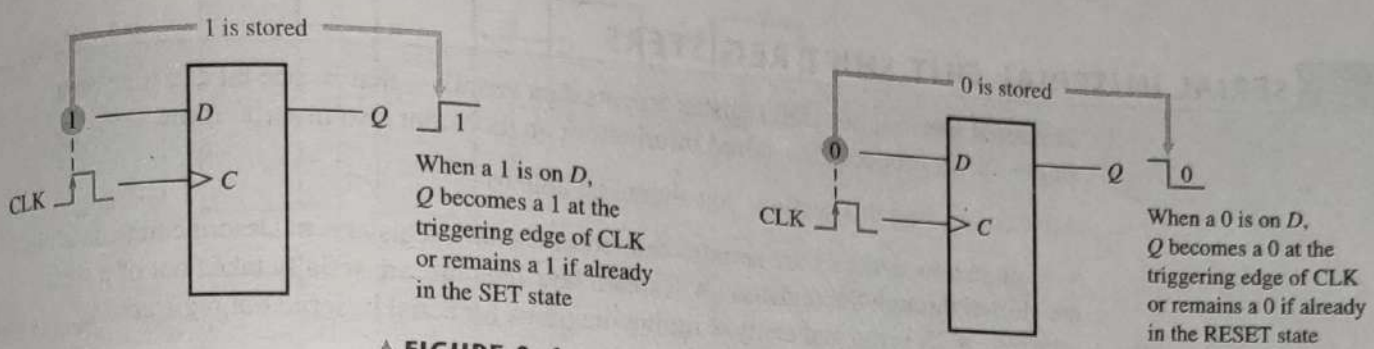 1 is stored
1
D
Q
1
CLK
C
When a 1 is on D,
Q becomes a 1 at the
triggering edge of CLK
or remains a 1 if already
in the SET state
0 is stored
0
D
Q
0
CLK
C
When a 0 is on D,
Q becomes a 0 at the
triggering edge of CLK
or remains a 0 if already
in the RESET state
FIGURE